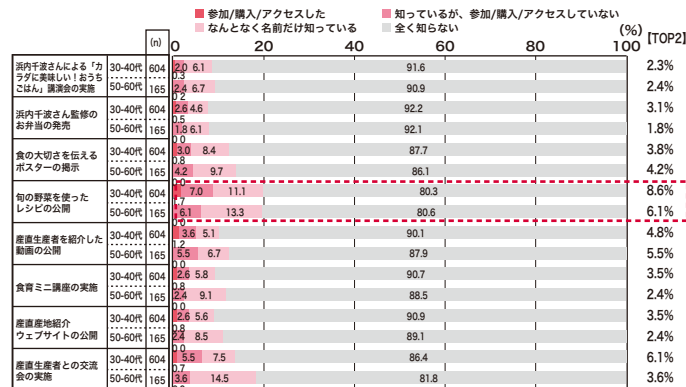 参加/購入/アクセスした 知っているが、参加/購入/アクセスしていない
なんとなく名前だけ知っている 全く知らない
(n) 0 20 40 60 80 100 (%) 【TOP2】
浜内千波さんによる「カラダに美味しい！おうちごはん」講演会の実施
30-40代 604 2.0 6.1 91.6 2.3%
0.3
50-60代 165 2.4 6.7 90.9 2.4%
浜内千波さん監修のお弁当の発売
30-40代 604 2.6 4.6 92.2 3.1%
0.5
50-60代 165 1.8 6.1 92.1 1.8%
0.0
食の大切さを伝えるポスターの掲示
30-40代 604 3.0 8.4 87.7 3.8%
0.8
50-60代 165 4.2 9.7 86.1 4.2%
旬の野菜を使ったレシピの公開
30-40代 604 7.0 11.1 80.3 8.6%
50-60代 165 6.1 13.3 80.6 6.1%
産直生産者を紹介した動画の公開
30-40代 604 3.6 5.1 90.1 4.8%
1.2
50-60代 165 5.5 6.7 87.9 5.5%
0.0
食育ミニ講座の実施
30-40代 604 2.6 5.8 90.7 3.5%
0.8
50-60代 165 2.4 9.1 88.5 2.4%
0.0
産直産地紹介ウェブサイトの公開
30-40代 604 2.6 5.6 90.9 3.5%
0.8
50-60代 165 2.4 8.5 89.1 2.4%
0.0
産直生産者との交流会の実施
30-40代 604 5.5 7.5 86.4 6.1%
0.7
50-60代 165 3.6 14.5 81.8 3.6%